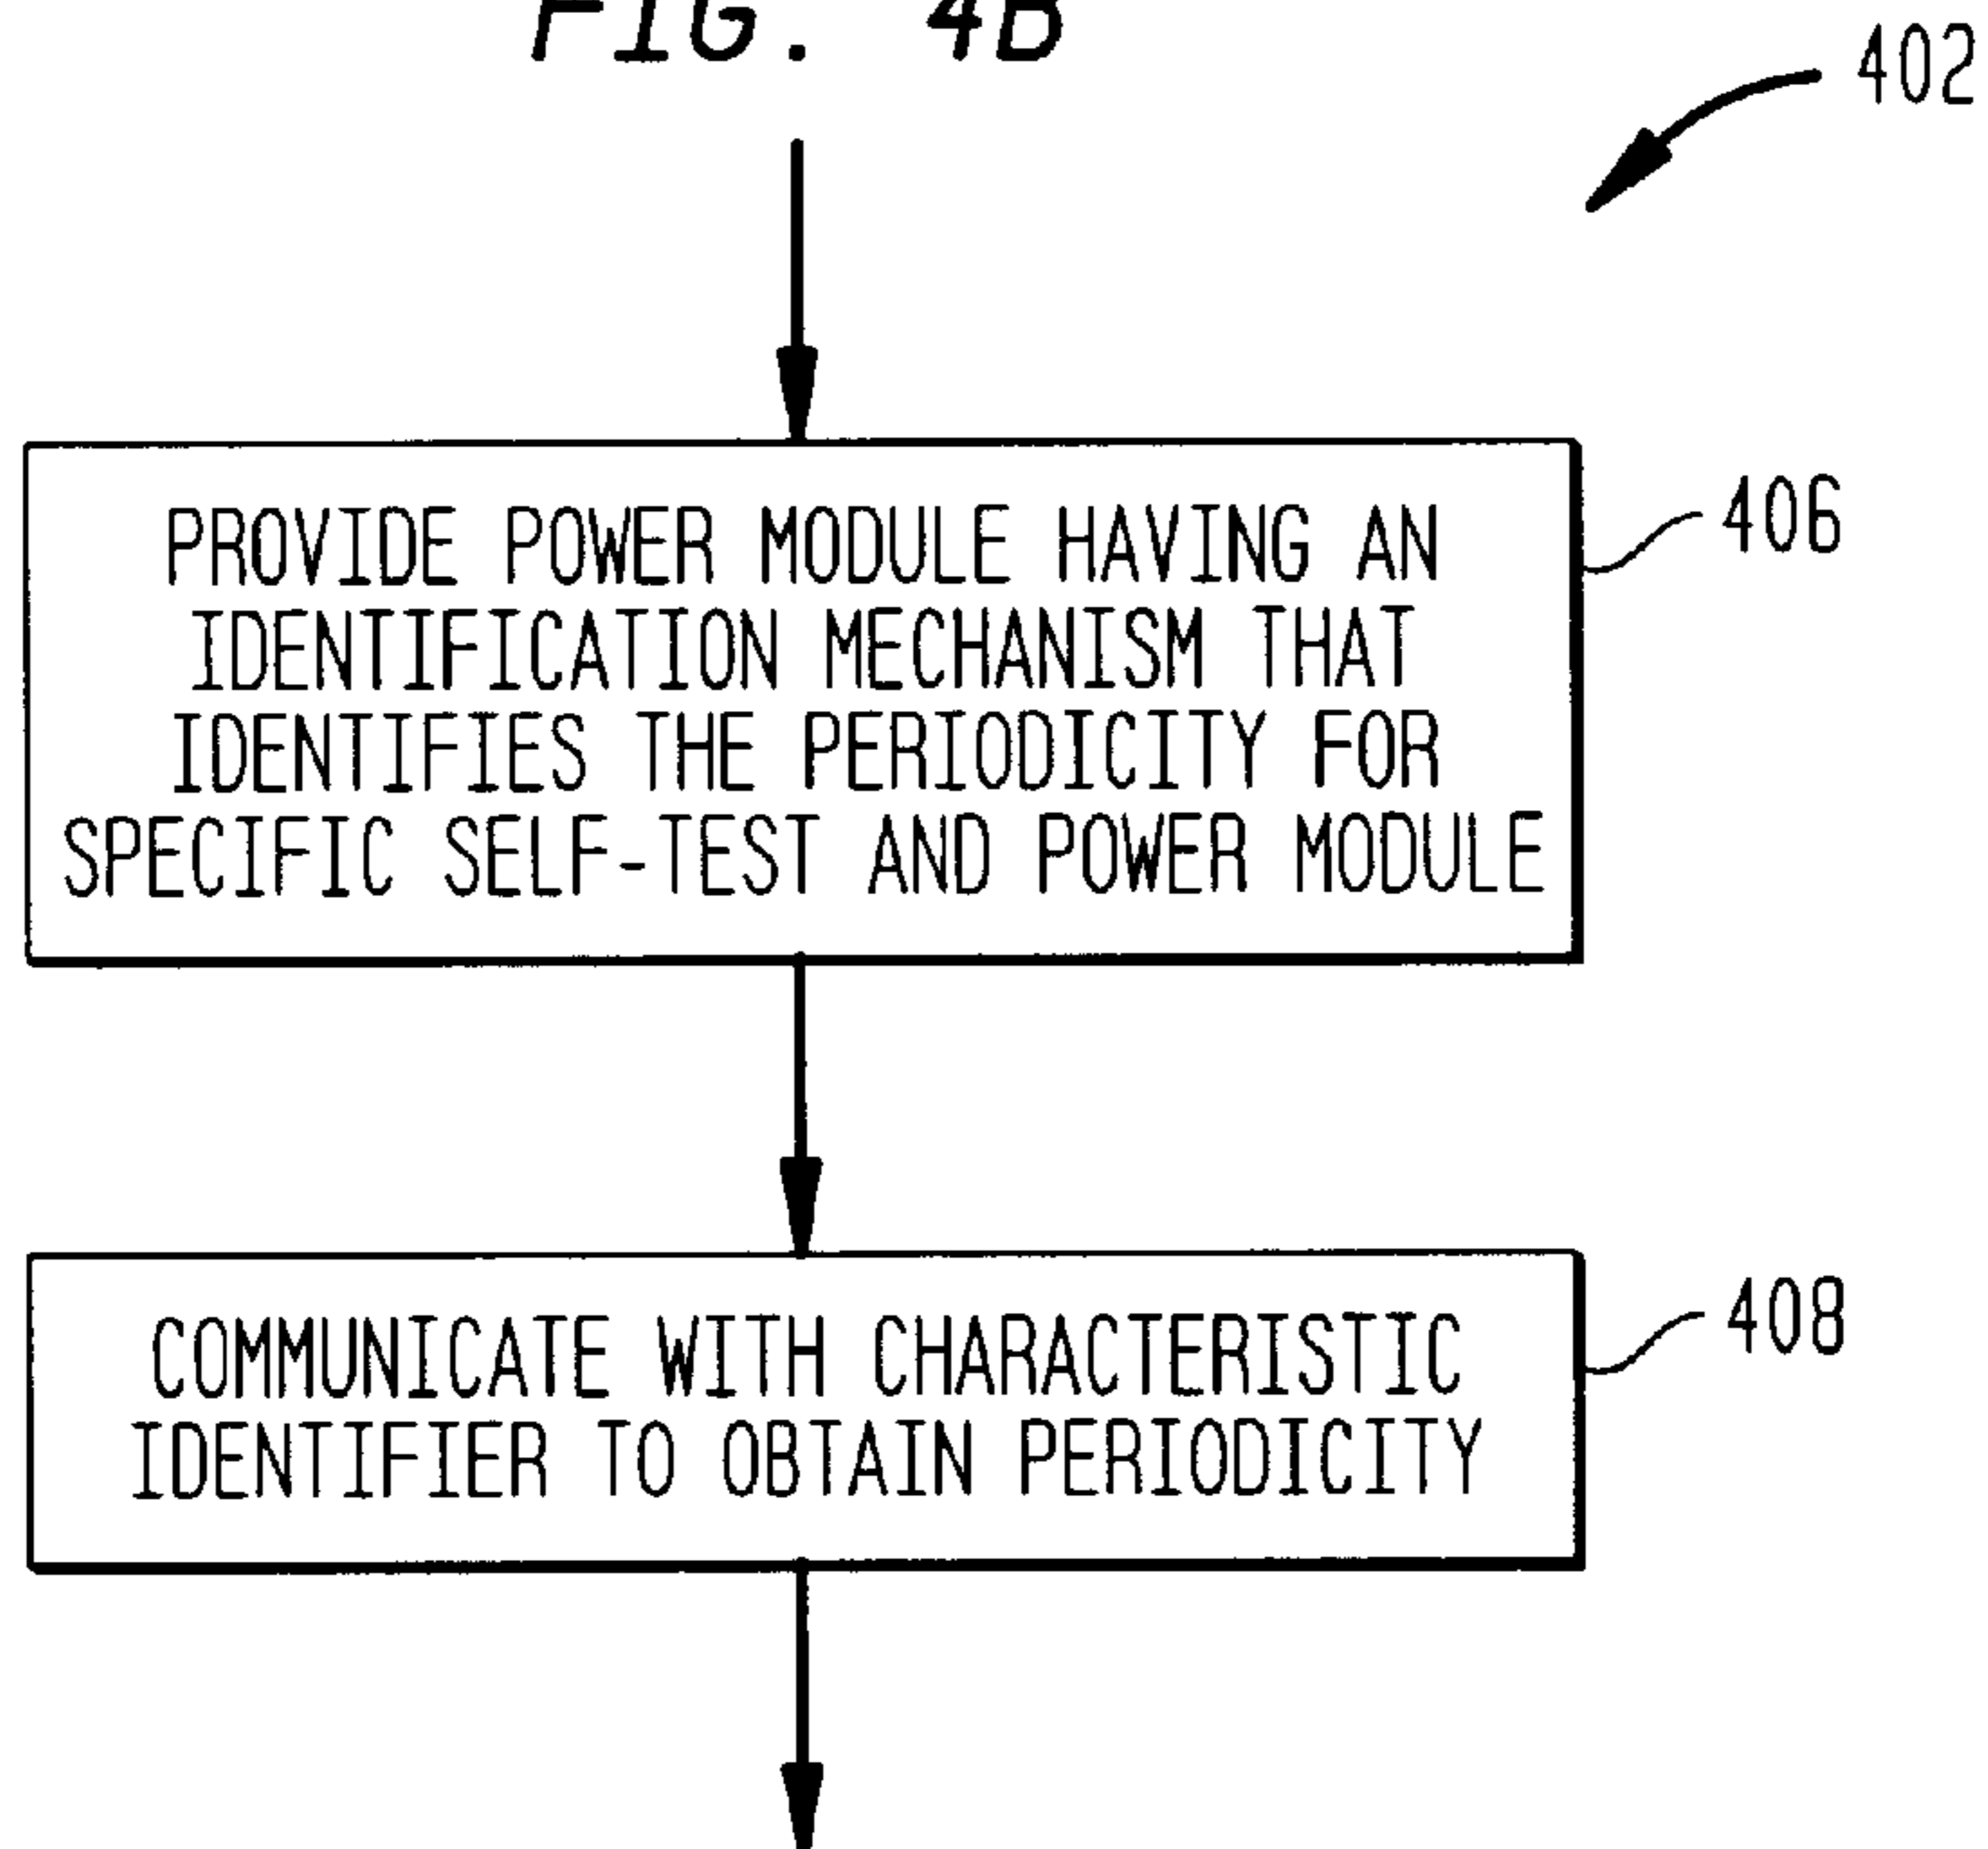 FIG. 4B
402
PROVIDE POWER MODULE HAVING AN
IDENTIFICATION MECHANISM THAT
IDENTIFIES THE PERIODICITY FOR
SPECIFIC SELF-TEST AND POWER MODULE
406
COMMUNICATE WITH CHARACTERISTIC
IDENTIFIER TO OBTAIN PERIODICITY
408